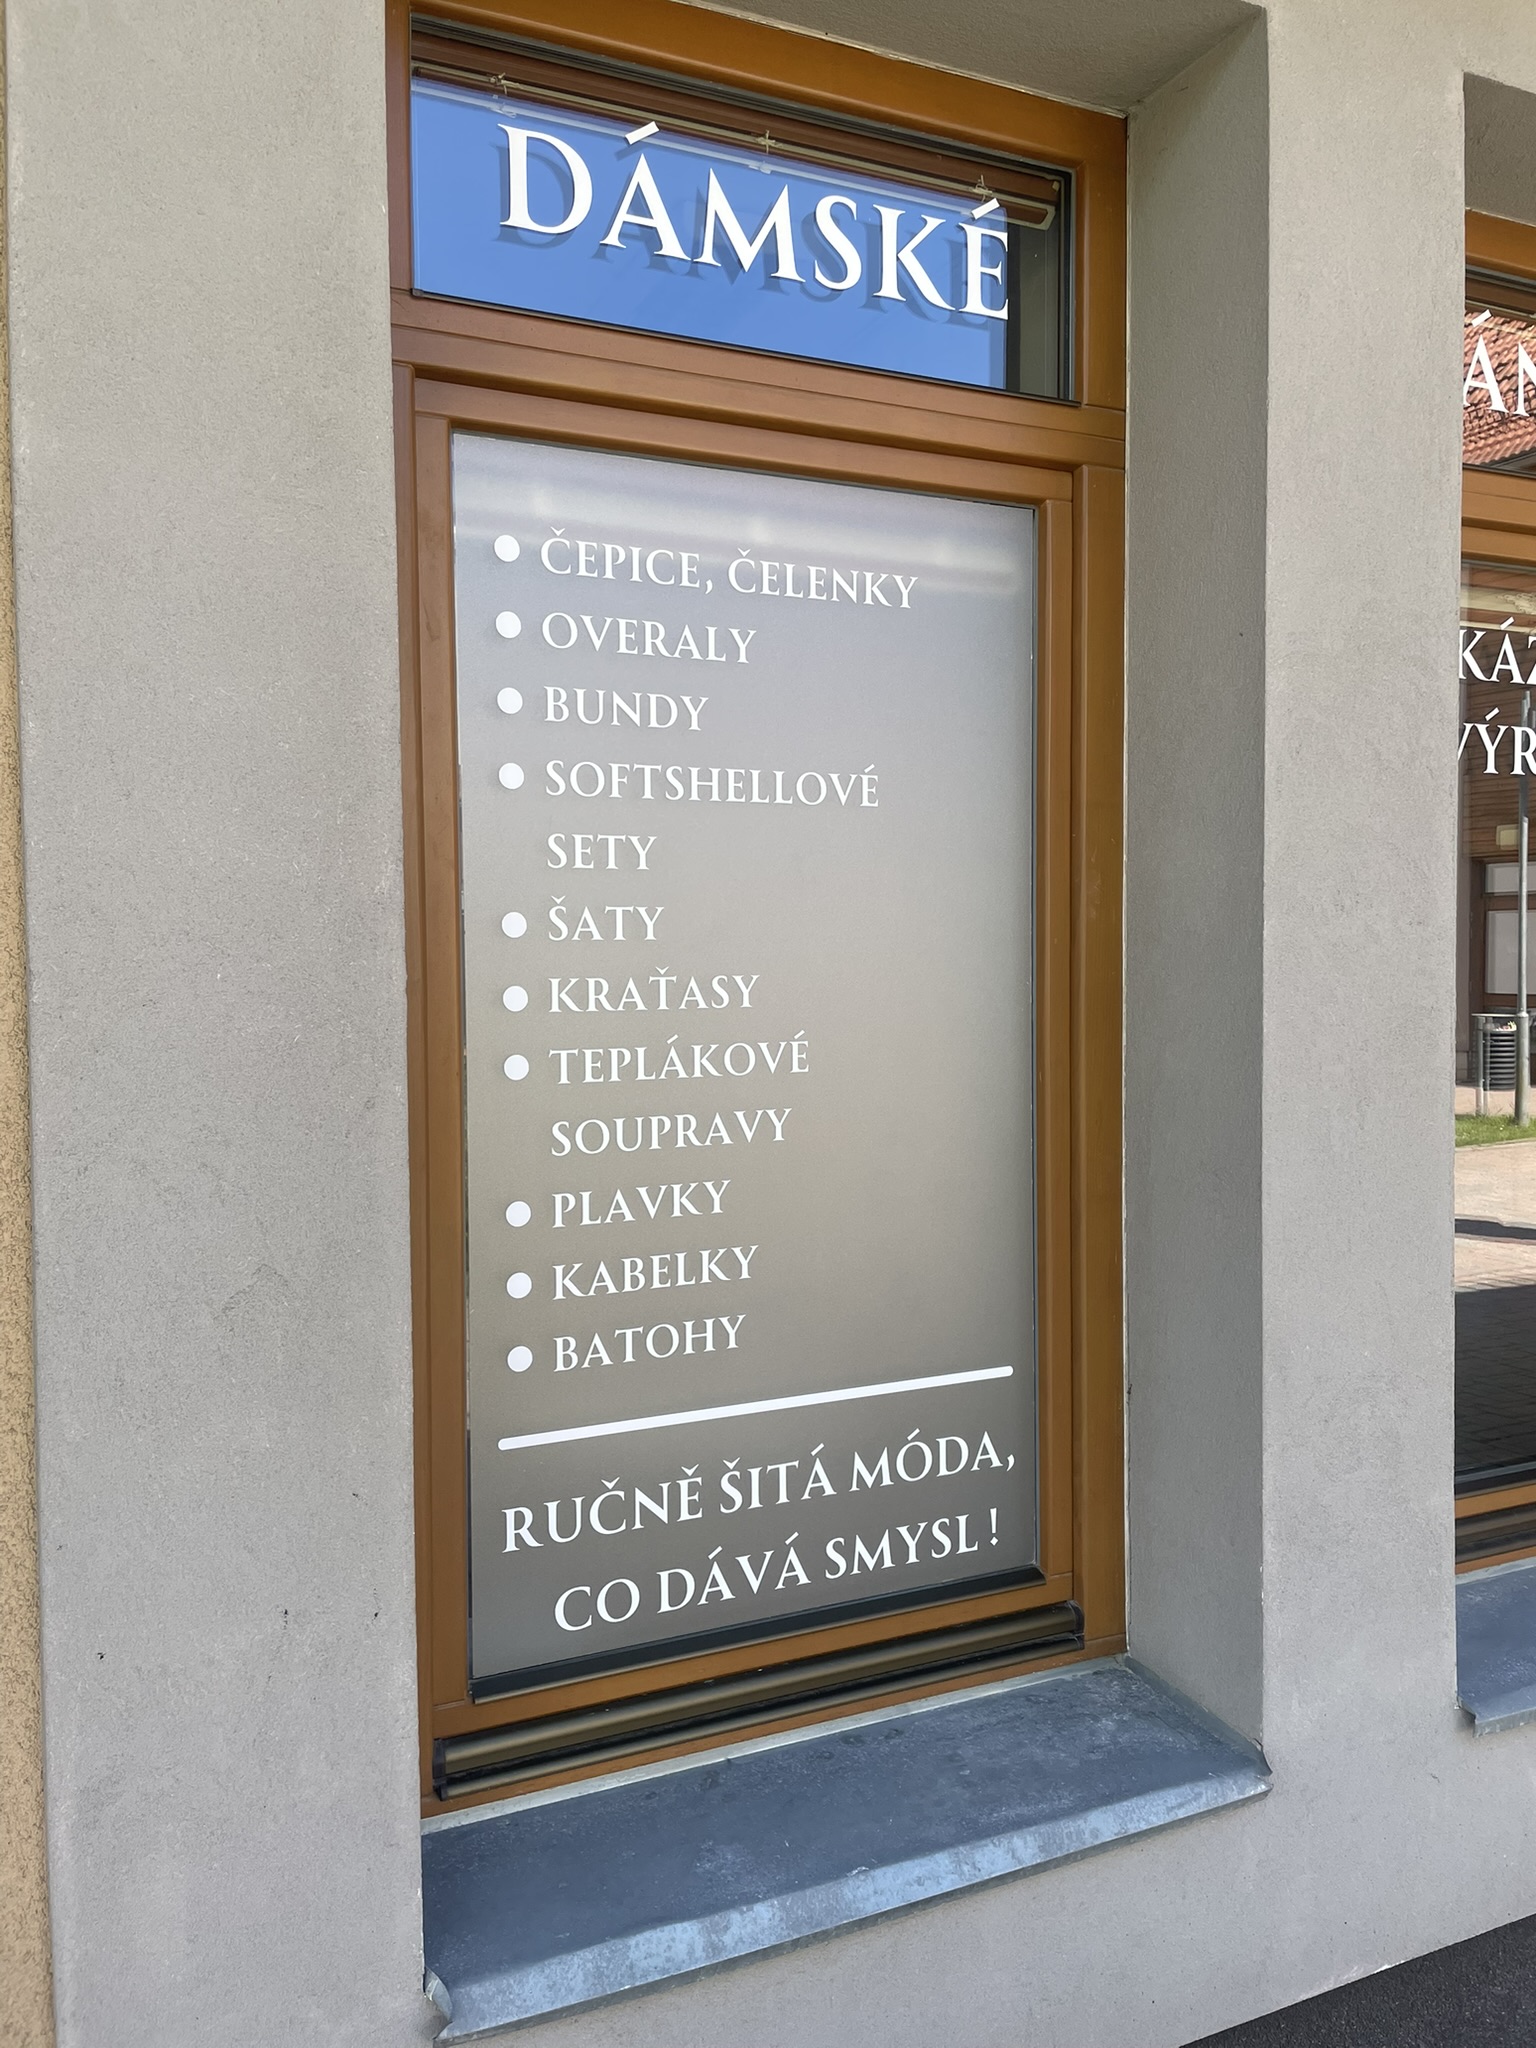 DÁMSKÉ
• ČEPICE, ČELENKY
• OVERALY
• BUNDY
• SOFTSHELLOVÉ
SETY
• ŠATY
• KRAŤASY
• TEPLÁKOVÉ
SOUPRAVY
• PLAVKY
• KABELKY
• BATOHY
RUČNĚ ŠITÁ MÓDA,
CO DÁVÁ SMYSL!